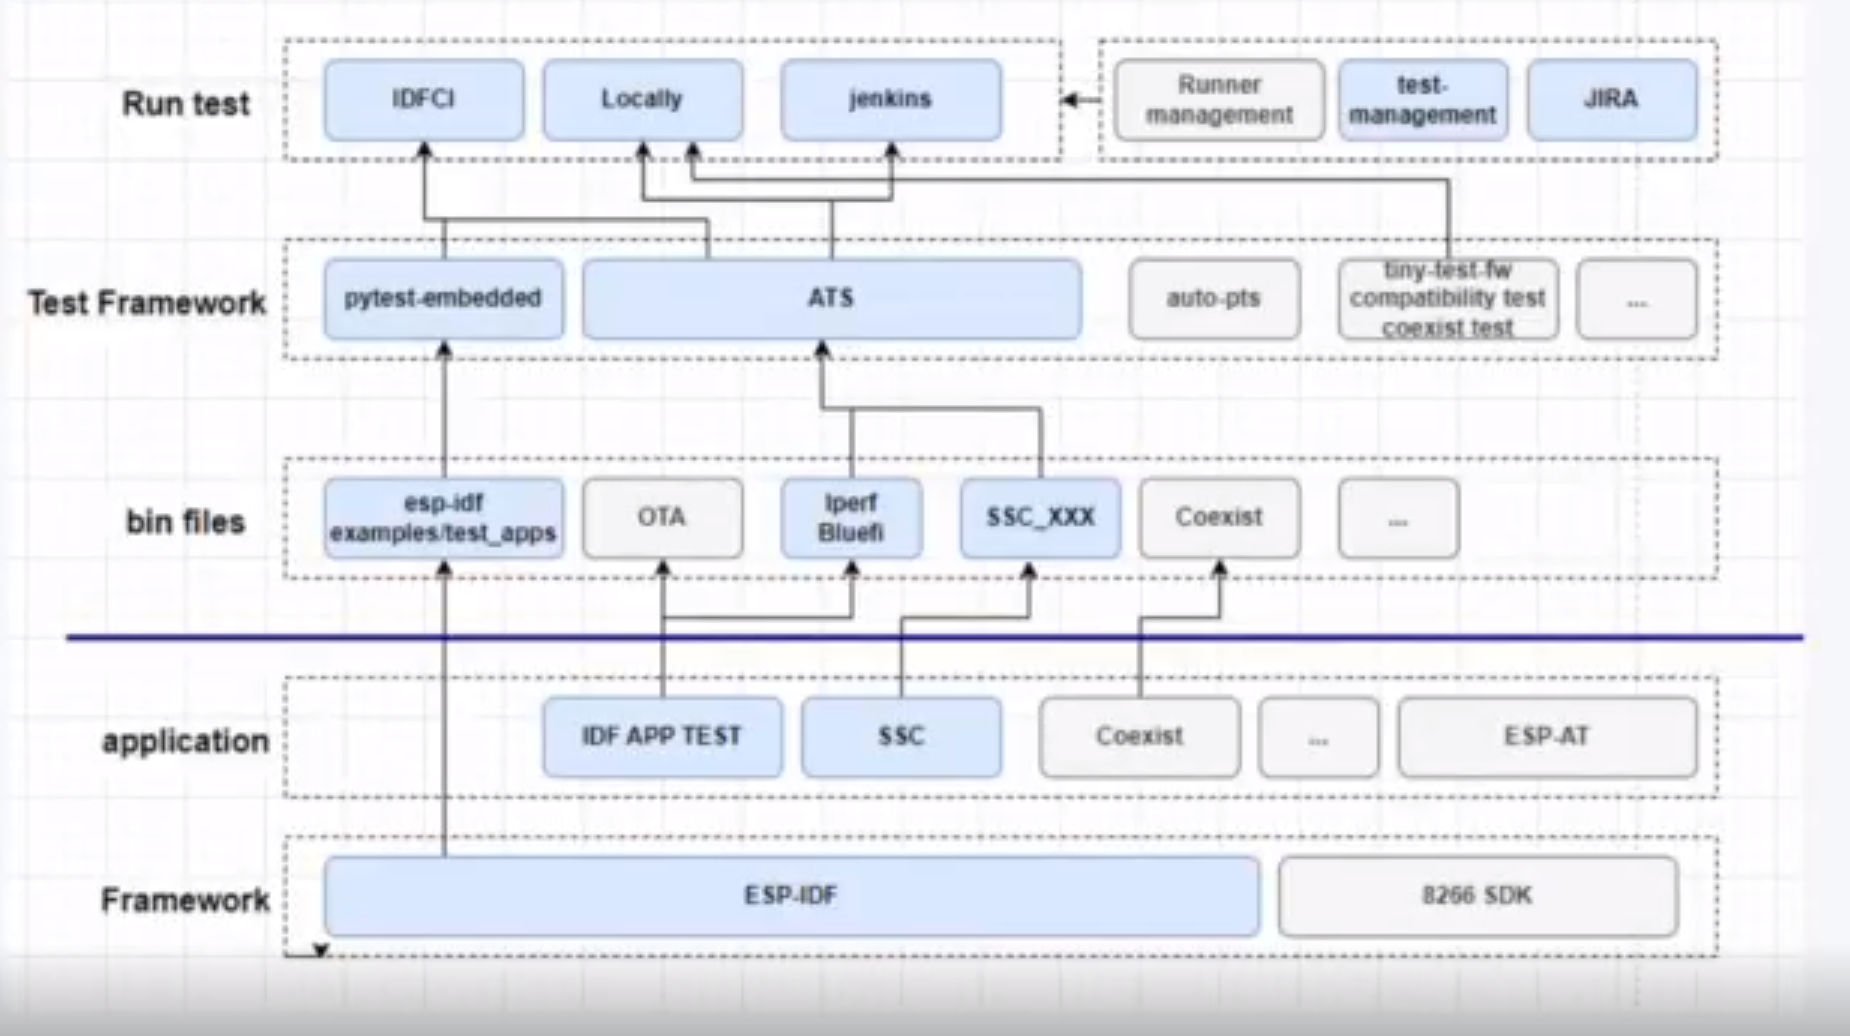 Run test
IDFCI
Locally
jenkins
Runner
management
test-
management
JIRA
Test Framework
pytest-embedded
ATS
auto-pts
tiny-test-fw
compatibility test
coexist test
...
bin files
esp-idf
examples/test_apps
OTA
Iperf
Bluefi
SSC_XXX
Coexist
...
application
IDF APP TEST
SSC
Coexist
...
ESP-AT
Framework
ESP-IDF
8266 SDK